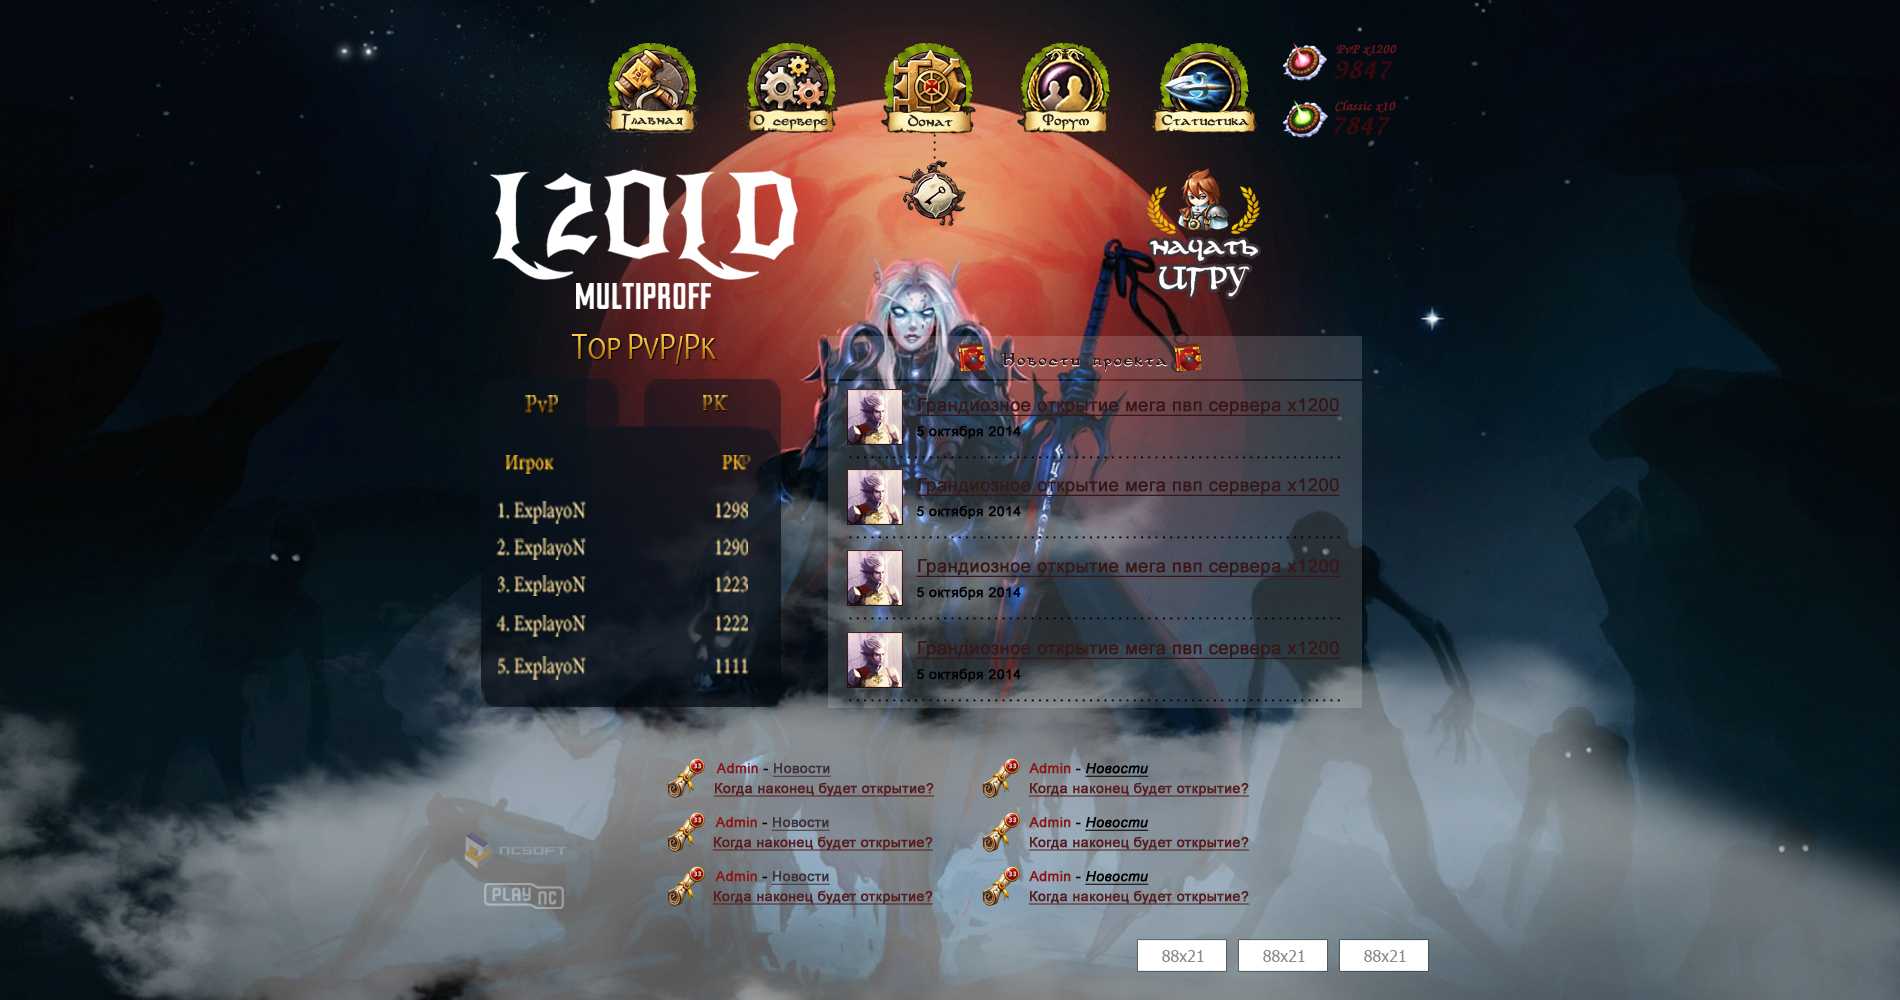 Главная
О сервере
Донат
Форум
Статистика
PvP x1200
9847
Classic x10
7847
L2OLD
MULTIPROFF
НАЧАТЬ
ИГРУ
Top PvP/Pk
PvP
PK
Игрок
PK
1. ExplayoN
1298
2. ExplayoN
1290
3. ExplayoN
1223
4. ExplayoN
1222
5. ExplayoN
1111
Новости проекта
Грандиозное открытие мега пвп сервера x1200
5 октября 2014
Грандиозное открытие мега пвп сервера x1200
5 октября 2014
Грандиозное открытие мега пвп сервера x1200
5 октября 2014
Грандиозное открытие мега пвп сервера x1200
5 октября 2014
33
Admin - Новости
Когда наконец будет открытие?
33
Admin - Новости
Когда наконец будет открытие?
33
Admin - Новости
Когда наконец будет открытие?
33
Admin - Новости
Когда наконец будет открытие?
33
Admin - Новости
Когда наконец будет открытие?
33
Admin - Новости
Когда наконец будет открытие?
NCSOFT
PLAY NC
88x21
88x21
88x21